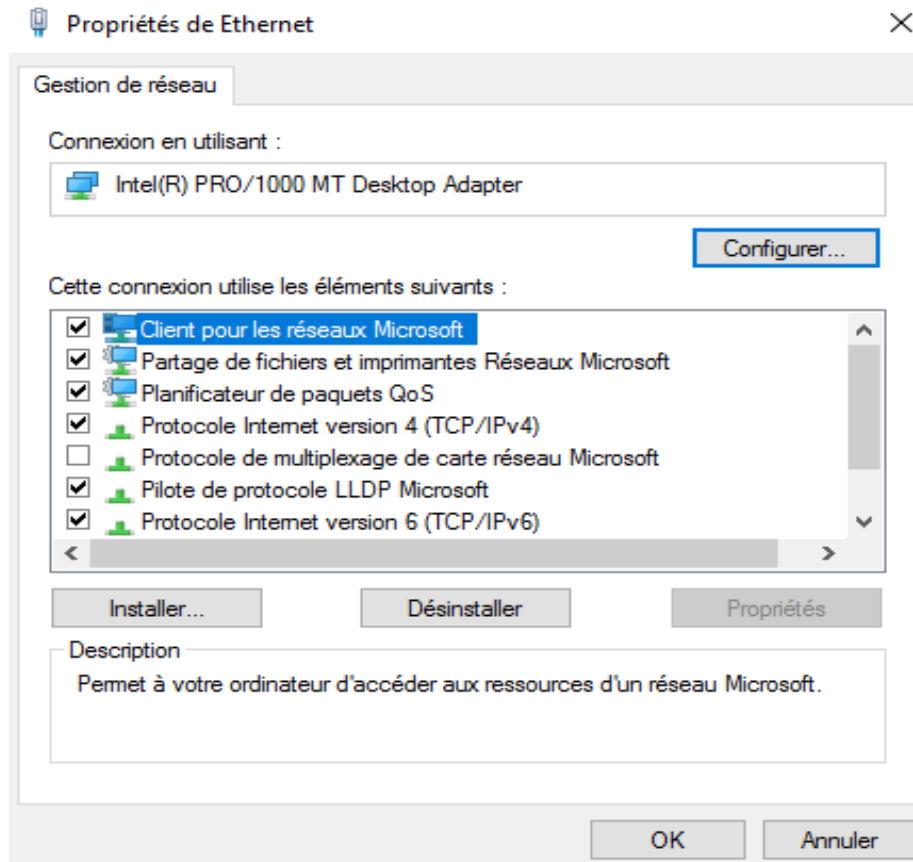 Propriétés de Ethernet
Gestion de réseau
Connexion en utilisant :
Intel(R) PRO/1000 MT Desktop Adapter
Configurer...
Cette connexion utilise les éléments suivants :
Client pour les réseaux Microsoft
Partage de fichiers et imprimantes Réseaux Microsoft
Planificateur de paquets QoS
Protocole Internet version 4 (TCP/IPv4)
Protocole de multiplexage de carte réseau Microsoft
Pilote de protocole LLDP Microsoft
Protocole Internet version 6 (TCP/IPv6)
Installer... Désinstaller Propriétés
Description
Permet à votre ordinateur d'accéder aux ressources d'un réseau Microsoft.
OK Annuler